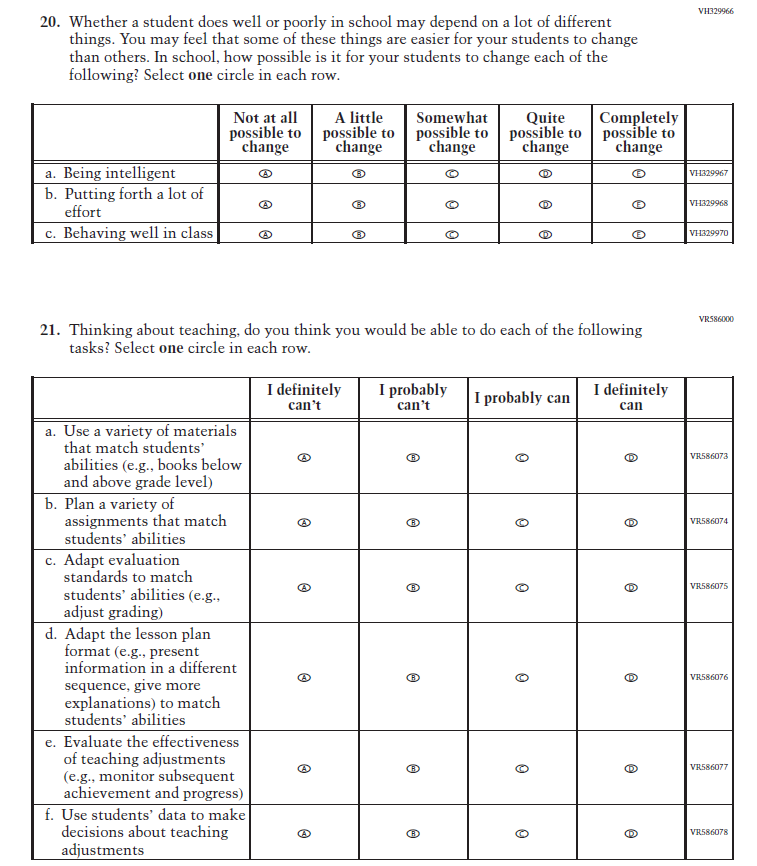 VH329966
20. Whether a student does well or poorly in school may depend on a lot of different
things. You may feel that some of these things are easier for your students to change
than others. In school, how possible is it for your students to change each of the
following? Select one circle in each row.
Not at all possible to change
A little possible to change
Somewhat possible to change
Quite possible to change
Completely possible to change
a. Being intelligent A B C D E VH329967
b. Putting forth a lot of
effort A B C D E VH329968
c. Behaving well in class A B C D E VH329970
VR586000
21. Thinking about teaching, do you think you would be able to do each of the following
tasks? Select one circle in each row.
I definitely can't
I probably can't
I probably can
I definitely can
a. Use a variety of materials
that match students'
abilities (e.g., books below
and above grade level) A B C D VR586073
b. Plan a variety of
assignments that match
students' abilities A B C D VR586074
c. Adapt evaluation
standards to match
students' abilities (e.g.,
adjust grading) A B C D VR586075
d. Adapt the lesson plan
format (e.g., present
information in a different
sequence, give more
explanations) to match
students' abilities A B C D VR586076
e. Evaluate the effectiveness
of teaching adjustments
(e.g., monitor subsequent
achievement and progress) A B C D VR586077
f. Use students' data to make
decisions about teaching
adjustments A B C D VR586078